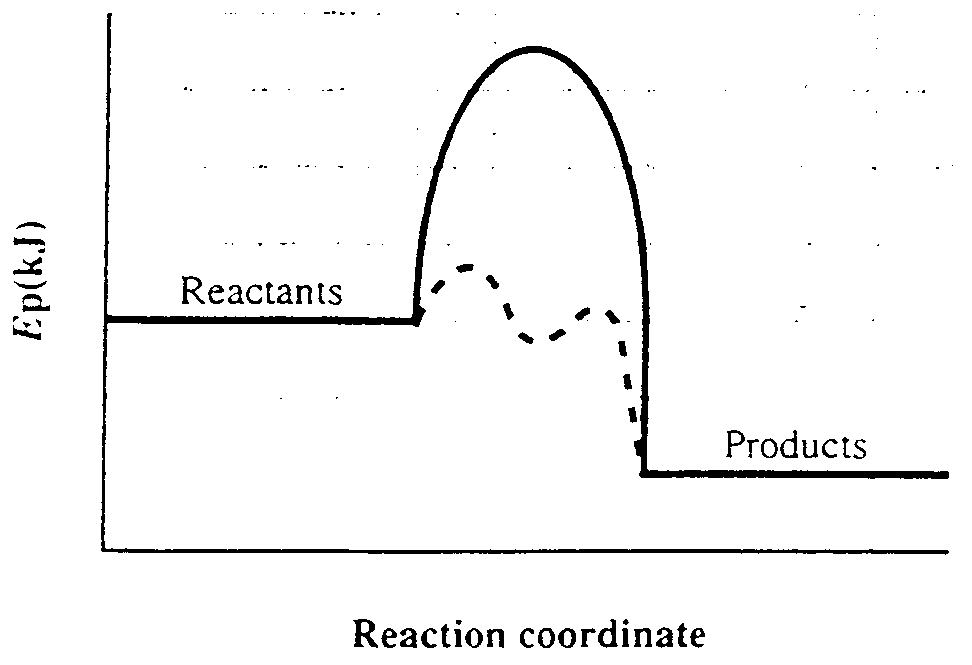 Ep(kJ)
Reactants
Products
Reaction coordinate